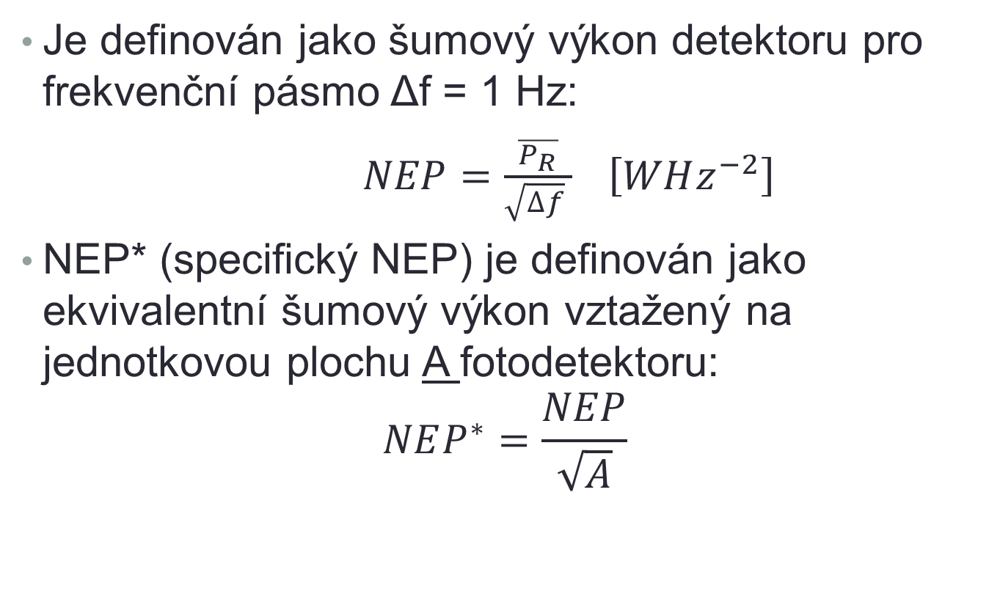 • Je definován jako šumový výkon detektoru pro
frekvenční pásmo Δf = 1 Hz:
$NEP = \frac{\overline{P_R}}{\sqrt{\Delta f}} \quad [WHz^{-2}]$
• NEP* (specifický NEP) je definován jako
ekvivalentní šumový výkon vztažený na
jednotkovou plochu A fotodetektoru:
$NEP^* = \frac{NEP}{\sqrt{A}}$